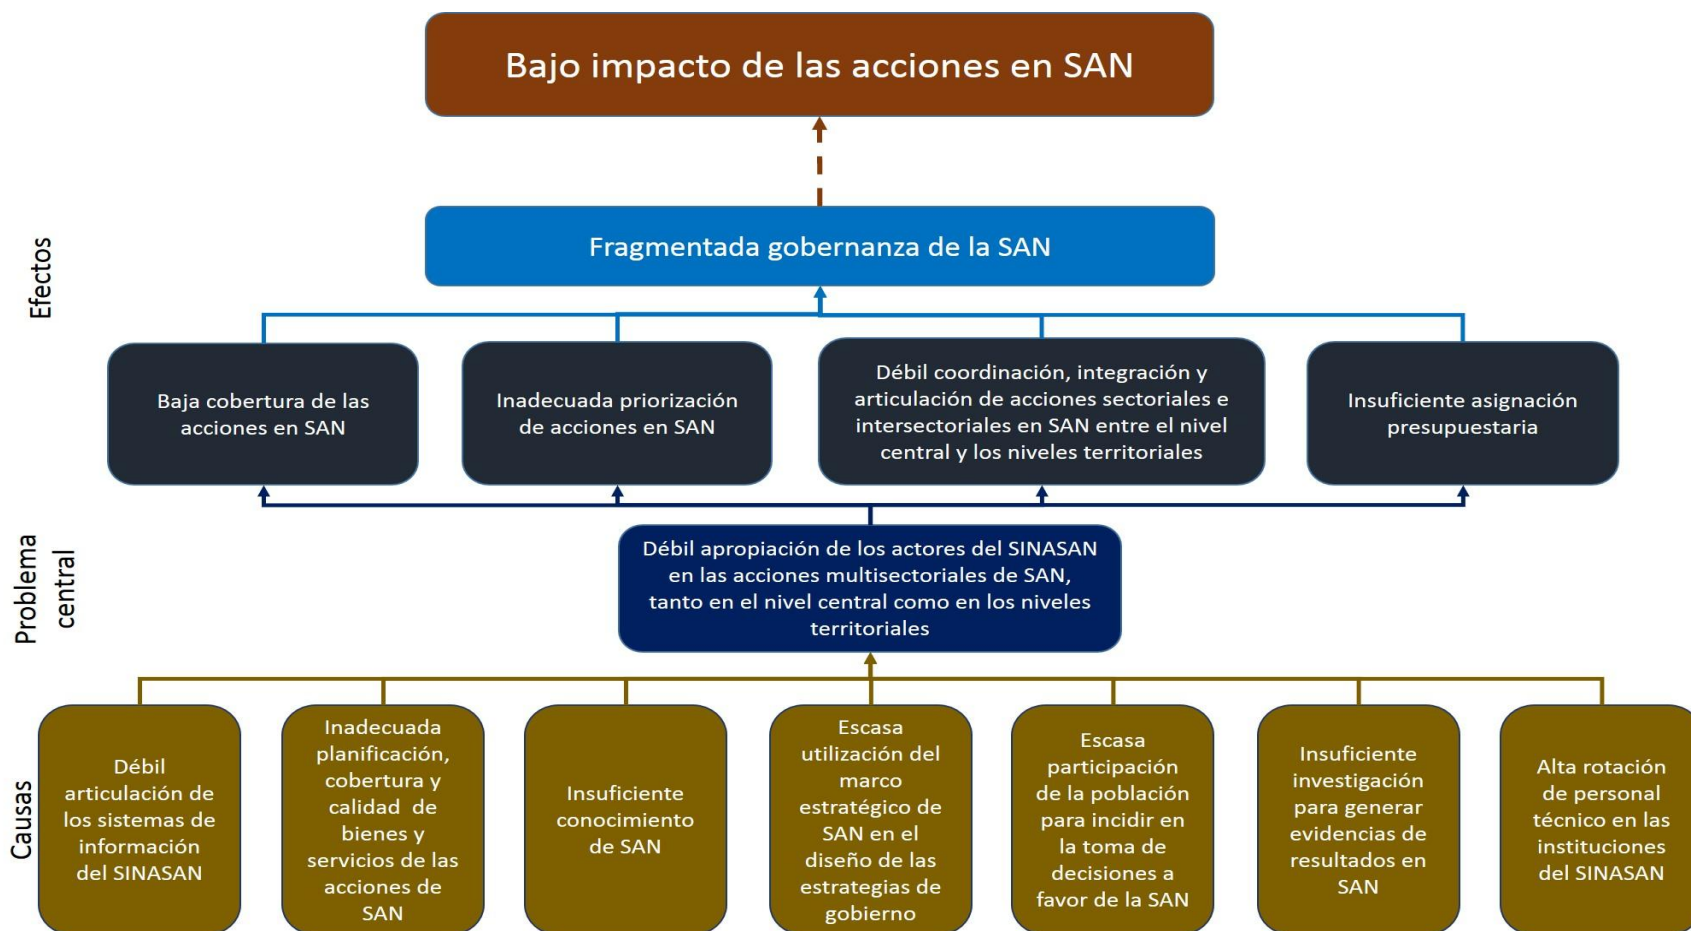 Bajo impacto de las acciones en SAN
Efectos
Fragmentada gobernanza de la SAN
Baja cobertura de las
acciones en SAN
Inadecuada priorización
de acciones en SAN
Débil coordinación, integración y
articulación de acciones sectoriales e
intersectoriales en SAN entre el nivel
central y los niveles territoriales
Insuficiente asignación
presupuestaria
Problema
central
Débil apropiación de los actores del SINASAN
en las acciones multisectoriales de SAN,
tanto en el nivel central como en los niveles
territoriales
Causas
Débil
articulación de
los sistemas de
información
del SINASAN
Inadecuada
planificación,
cobertura y
calidad de
bienes y
servicios de las
acciones de
SAN
Insuficiente
conocimiento
de SAN
Escasa
utilización del
marco
estratégico de
SAN en el
diseño de las
estrategias de
gobierno
Escasa
participación
de la población
para incidir en
la toma de
decisiones a
favor de la SAN
Insuficiente
investigación
para generar
evidencias de
resultados en
SAN
Alta rotación
de personal
técnico en las
instituciones
del SINASAN